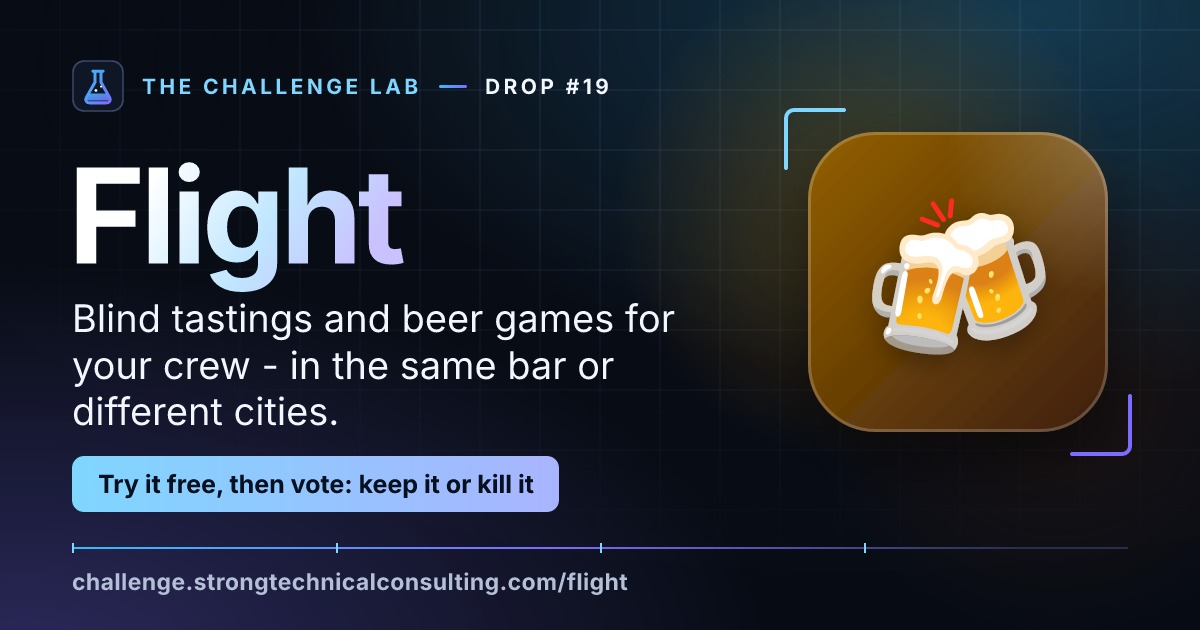 THE CHALLENGE LAB — DROP #19
Flight
Blind tastings and beer games for
your crew - in the same bar or
different cities.
Try it free, then vote: keep it or kill it
challenge.strongtechnicalconsulting.com/flight